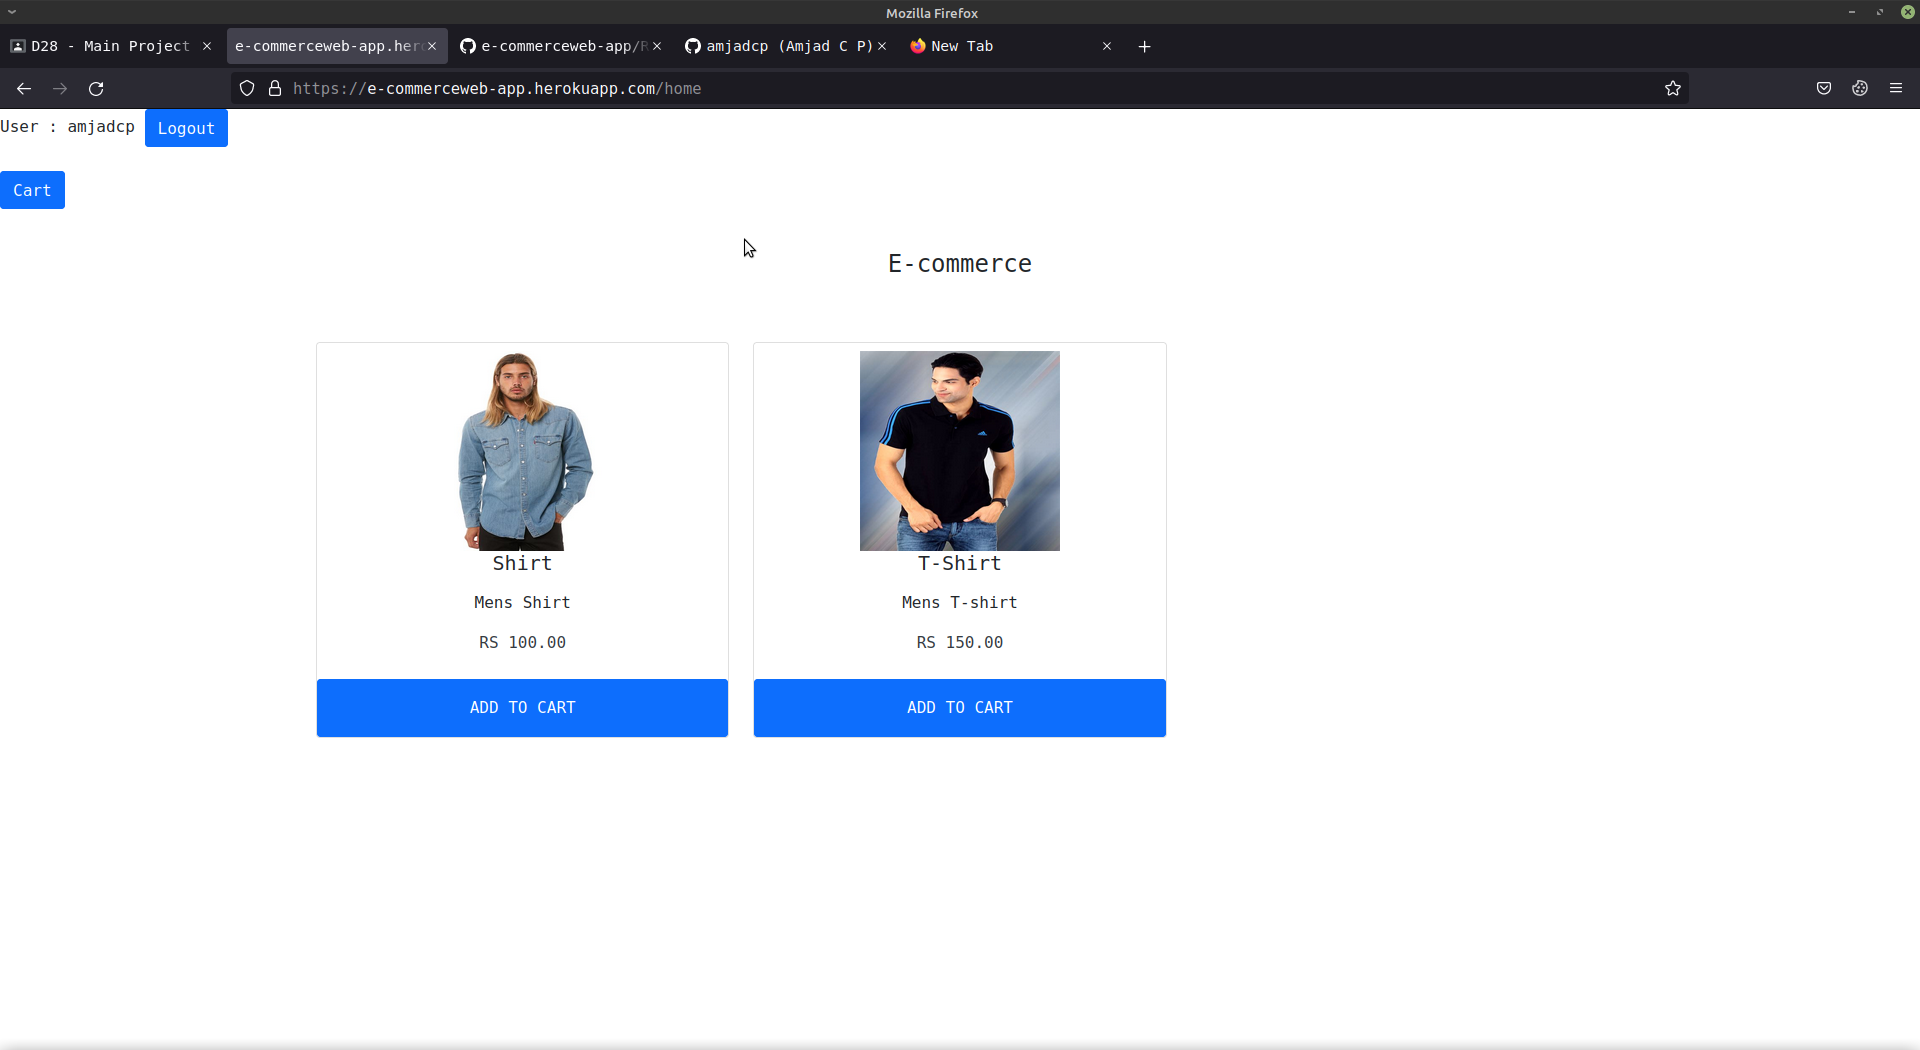 Mozilla Firefox
D28 - Main Project
e-commerceweb-app.her
e-commerceweb-app/R
amjadcp (Amjad C P)
New Tab
https://e-commerceweb-app.herokuapp.com/home
User : amjadcp Logout
Cart
E-commerce
Shirt
Mens Shirt
RS 100.00
ADD TO CART
T-Shirt
Mens T-shirt
RS 150.00
ADD TO CART